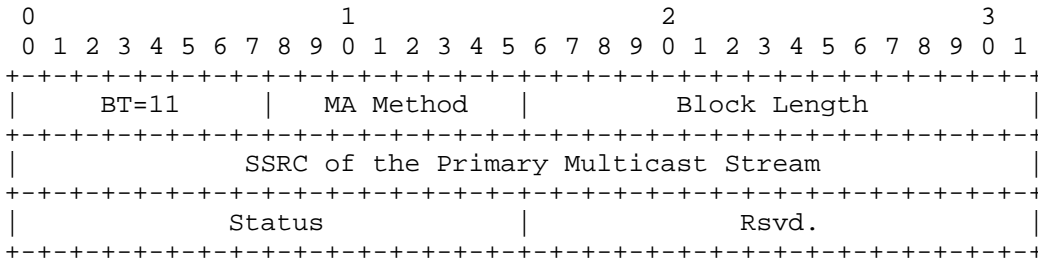 0                   1                   2                   3
 0 1 2 3 4 5 6 7 8 9 0 1 2 3 4 5 6 7 8 9 0 1 2 3 4 5 6 7 8 9 0 1
+-+-+-+-+-+-+-+-+-+-+-+-+-+-+-+-+-+-+-+-+-+-+-+-+-+-+-+-+-+-+-+-+
|     BT=11     |   MA Method   |         Block Length          |
+-+-+-+-+-+-+-+-+-+-+-+-+-+-+-+-+-+-+-+-+-+-+-+-+-+-+-+-+-+-+-+-+
|              SSRC of the Primary Multicast Stream             |
+-+-+-+-+-+-+-+-+-+-+-+-+-+-+-+-+-+-+-+-+-+-+-+-+-+-+-+-+-+-+-+-+
|             Status            |             Rsvd.             |
+-+-+-+-+-+-+-+-+-+-+-+-+-+-+-+-+-+-+-+-+-+-+-+-+-+-+-+-+-+-+-+-+